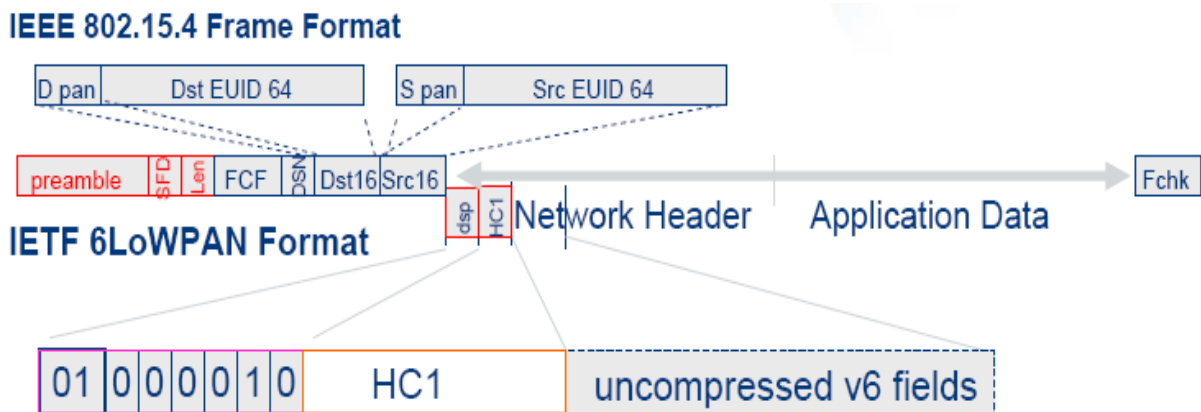 IEEE 802.15.4 Frame Format
D pan Dst EUID 64 S pan Src EUID 64
preamble SFD Len FCF DSN Dst16 Src16 Fchk
dsp HC1 Network Header Application Data
IETF 6LoWPAN Format
01 0 0 0 0 1 0 HC1 uncompressed v6 fields